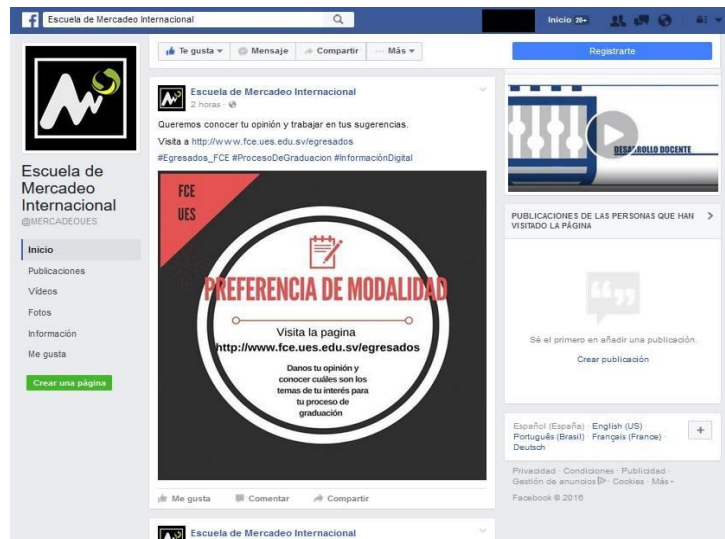 Escuela de Mercadeo Internacional
Inicio 20+
Te gusta
Mensaje
Compartir
Más
Registrarte
Escuela de
Mercadeo
Internacional
@MERCADEOUES
Inicio
Publicaciones
Vídeos
Fotos
Información
Me gusta
Crear una página
Escuela de Mercadeo Internacional
2 horas
Queremos conocer tu opinión y trabajar en tus sugerencias.
Visita a http://www.fce.ues.edu.sv/egresados
#Egresados_FCE #ProcesoDeGraduacion #InformaciònDigital
FCE
UES
PREFERENCIA DE MODALIDAD
Visita la pagina
http://www.fce.ues.edu.sv/egresados
Danos tu opinión y
conocer cuáles son los
temas de tu interés para
tu proceso de
graduación
Me gusta
Comentar
Compartir
Escuela de Mercadeo Internacional
DESARROLLO DOCENTE
PUBLICACIONES DE LAS PERSONAS QUE HAN
VISITADO LA PÁGINA
Sé el primero en añadir una publicación.
Crear publicación
Español (España) · English (US) ·
Português (Brasil) · Français (France) ·
Deutsch
Privacidad · Condiciones · Publicidad ·
Gestión de anuncios · Cookies · Más
Facebook © 2016